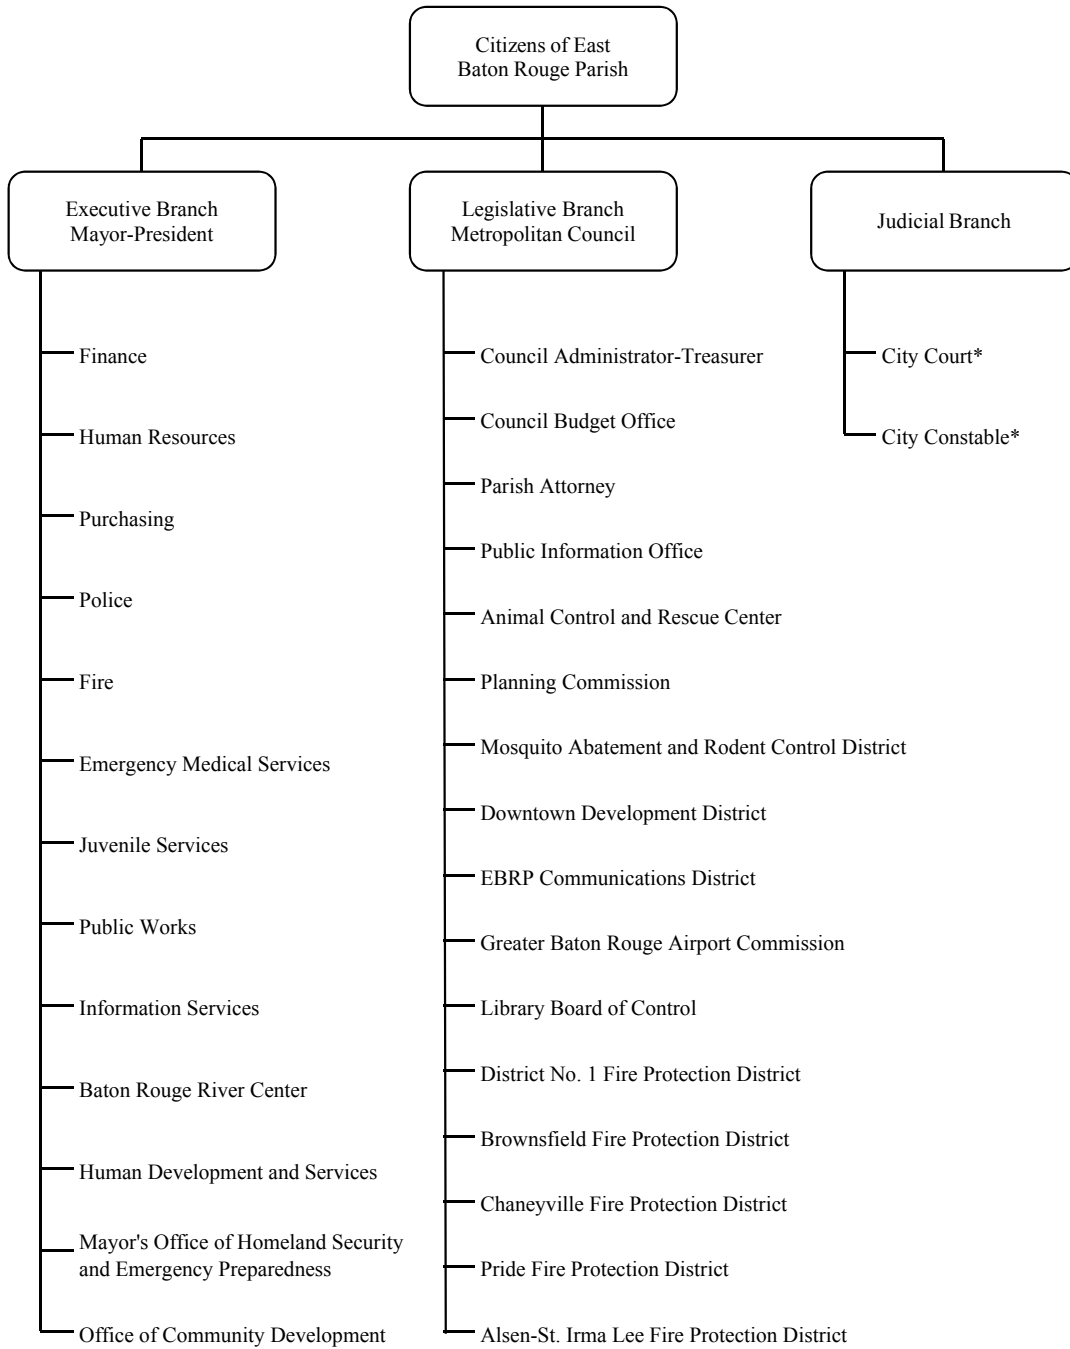 Citizens of East
Baton Rouge Parish
Executive Branch
Mayor-President
Legislative Branch
Metropolitan Council
Judicial Branch
Finance
Human Resources
Purchasing
Police
Fire
Emergency Medical Services
Juvenile Services
Public Works
Information Services
Baton Rouge River Center
Human Development and Services
Mayor's Office of Homeland Security
and Emergency Preparedness
Office of Community Development
Council Administrator-Treasurer
Council Budget Office
Parish Attorney
Public Information Office
Animal Control and Rescue Center
Planning Commission
Mosquito Abatement and Rodent Control District
Downtown Development District
EBRP Communications District
Greater Baton Rouge Airport Commission
Library Board of Control
District No. 1 Fire Protection District
Brownsfield Fire Protection District
Chaneyville Fire Protection District
Pride Fire Protection District
Alsen-St. Irma Lee Fire Protection District
City Court*
City Constable*